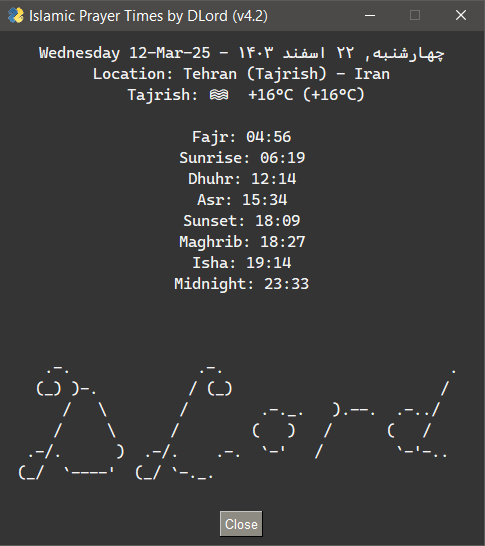 Islamic Prayer Times by DLord (v4.2)
Wednesday 12-Mar-25 - چهارشنبه, ۲۲ اسفند ۱۴۰۳
Location: Tehran (Tajrish) - Iran
Tajrish: 🌫 +16°C (+16°C)
Fajr: 04:56
Sunrise: 06:19
Dhuhr: 12:14
Asr: 15:34
Sunset: 18:09
Maghrib: 18:27
Isha: 19:14
Midnight: 23:33
DLord
Close